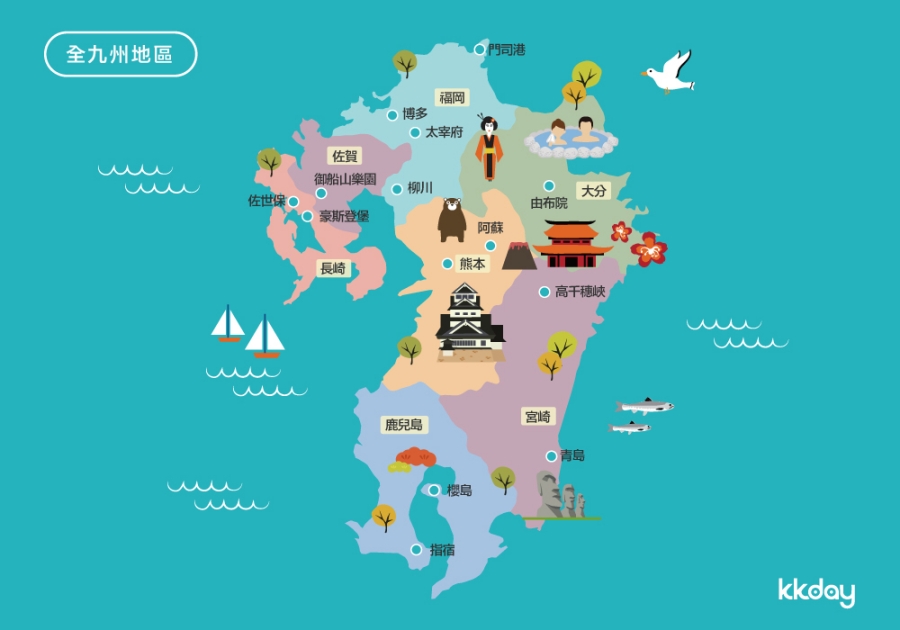 全九州地區
門司港
福岡
博多
太宰府
佐賀
御船山樂園
柳川
佐世保
豪斯登堡
由布院
大分
阿蘇
熊本
長崎
高千穗峽
宮崎
鹿兒島
青島
櫻島
指宿
kkday